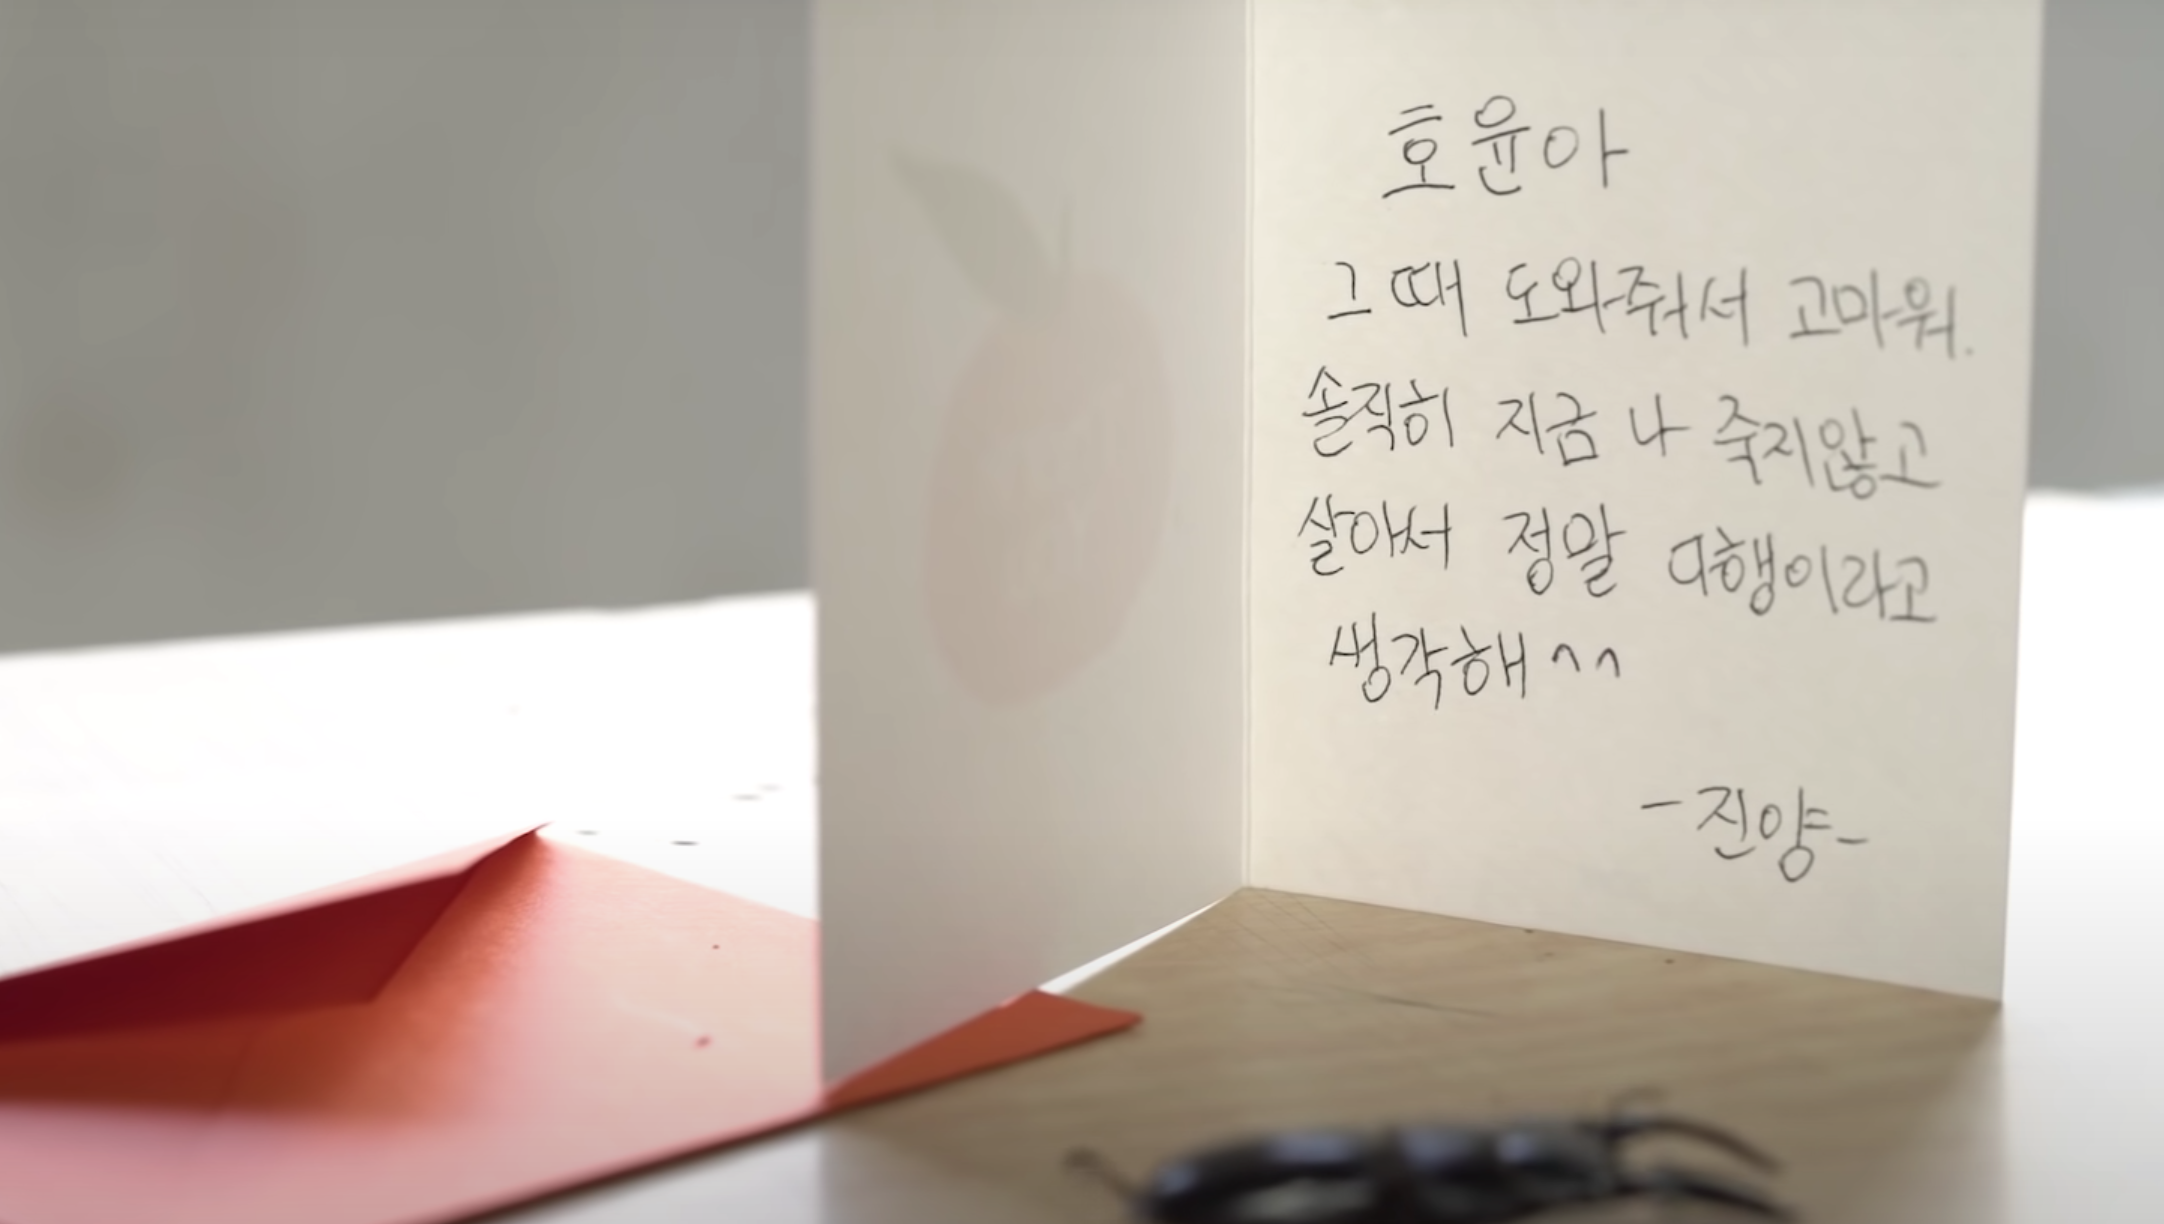 호윤아
그때 도와줘서 고마워.
솔직히 지금 나 죽지않고
살아서 정말 다행이라고
생각해^^
-진양-